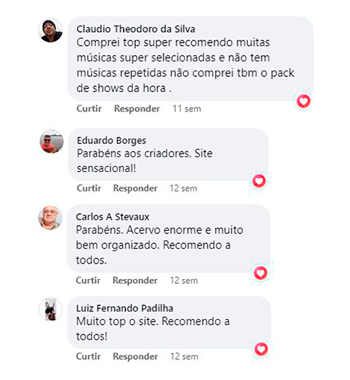 Claudio Theodoro da Silva
Comprei top super recomendo muitas
músicas super selecionadas e não tem
músicas repetidas não comprei tbm o pack
de shows da hora .
Curtir Responder 11 sem
Eduardo Borges
Parabéns aos criadores. Site
sensacional!
Curtir Responder 12 sem
Carlos A Stevaux
Parabéns. Acervo enorme e muito
bem organizado. Recomendo a
todos.
Curtir Responder 12 sem
Luiz Fernando Padilha
Muito top o site. Recomendo a
todos!
Curtir Responder 12 sem